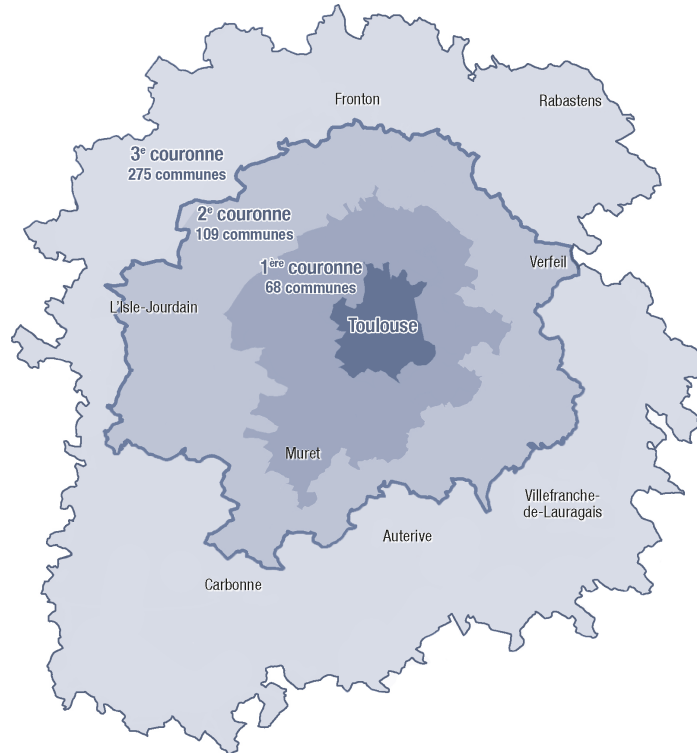 Fronton
Rabastens
3e couronne
275 communes
2e couronne
109 communes
Verfeil
1ère couronne
68 communes
L'Isle-Jourdain
Toulouse
Muret
Villefranche-
de-Lauragais
Auterive
Carbonne